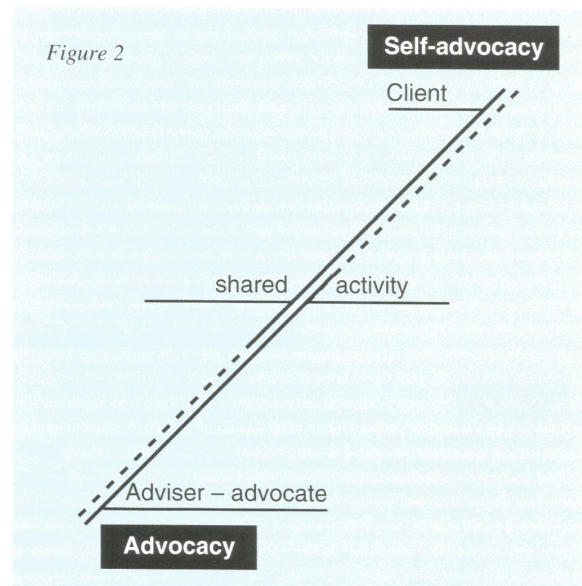 Figure 2
Self-advocacy
Client
shared activity
Adviser – advocate
Advocacy